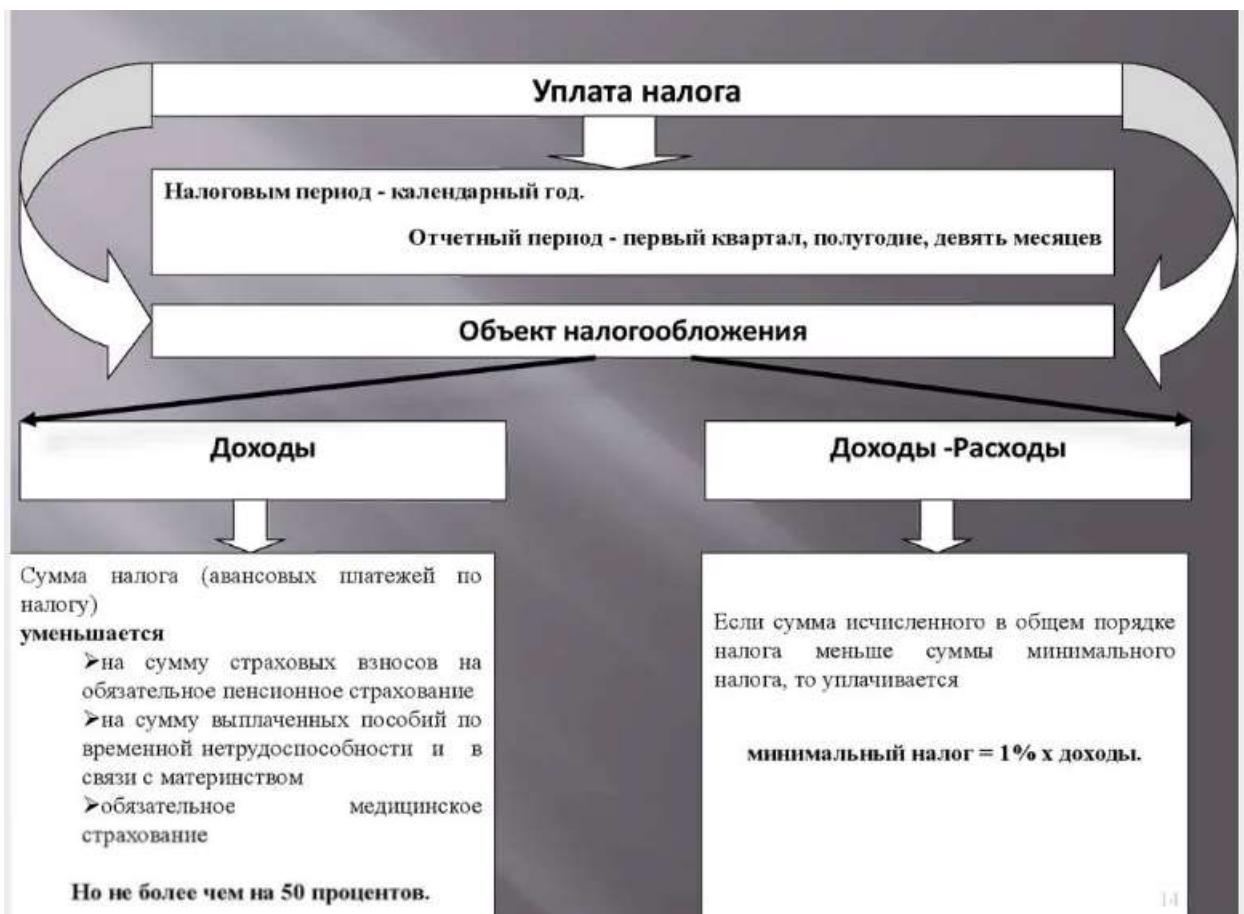 Уплата налога
Налоговым период - календарный год.
Отчетный период - первый квартал, полугодие, девять месяцев
Объект налогообложения
Доходы
Сумма налога (авансовых платежей по
налогу)
уменьшается
➢на сумму страховых взносов на
обязательное пенсионное страхование
➢на сумму выплаченных пособий по
временной нетрудоспособности и в
связи с материнством
➢обязательное медицинское
страхование
Но не более чем на 50 процентов.
Доходы -Расходы
Если сумма исчисленного в общем порядке
налога меньше суммы минимального
налога, то уплачивается
минимальный налог = 1% х доходы.
14